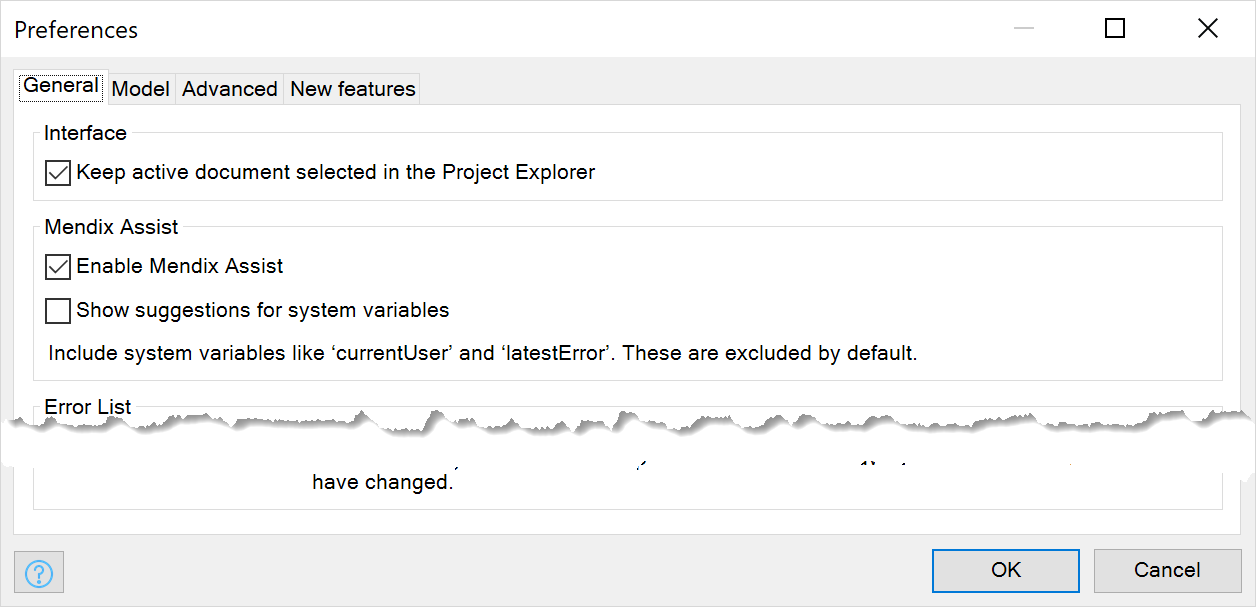 Preferences
General Model Advanced New features
Interface
Keep active document selected in the Project Explorer
Mendix Assist
Enable Mendix Assist
Show suggestions for system variables
Include system variables like ‘currentUser’ and ‘latestError’. These are excluded by default.
Error List
have changed.
?
OK Cancel